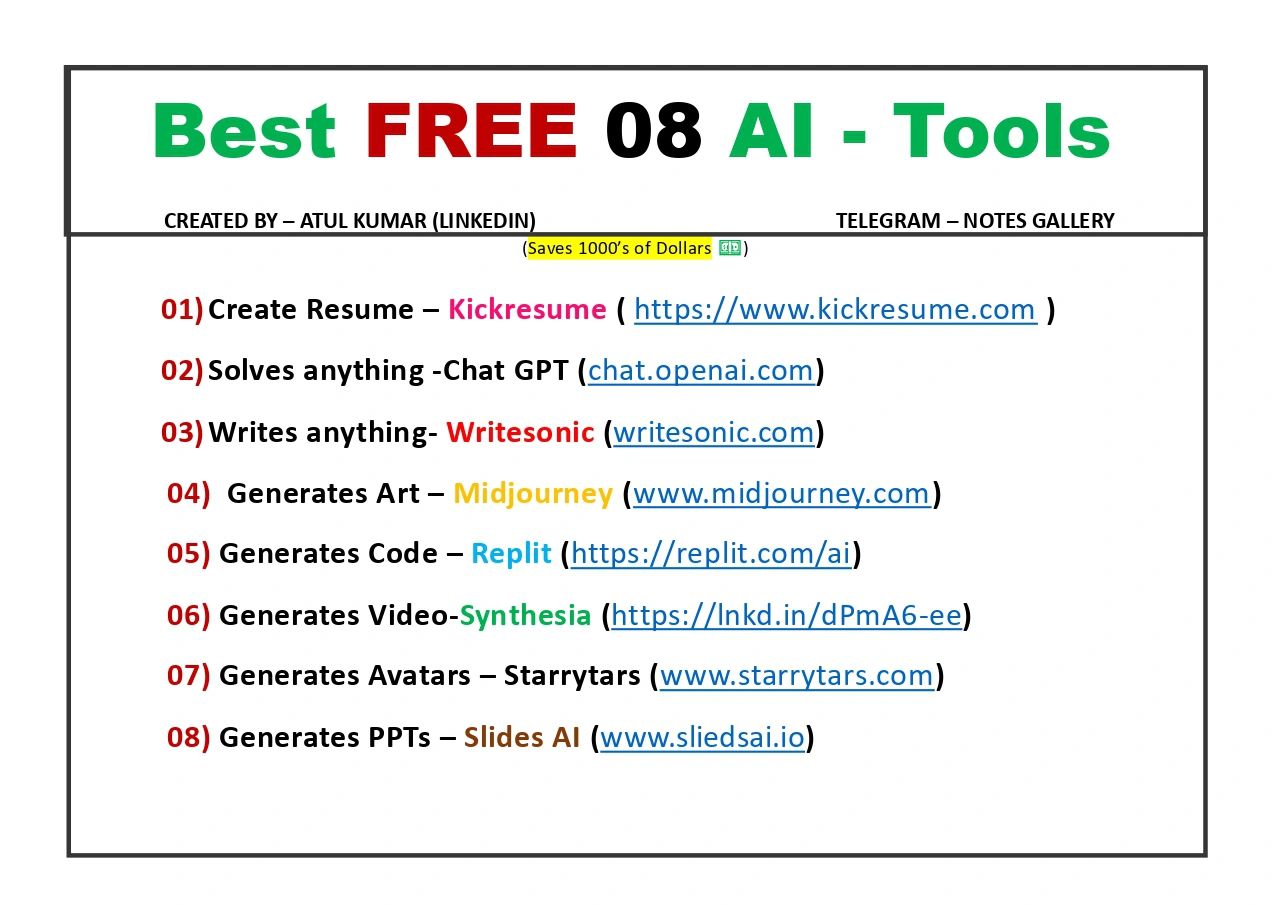 Best FREE 08 AI - Tools
CREATED BY – ATUL KUMAR (LINKEDIN) TELEGRAM – NOTES GALLERY
(Saves 1000’s of Dollars 💵)
01) Create Resume – Kickresume ( https://www.kickresume.com )
02) Solves anything -Chat GPT (chat.openai.com)
03) Writes anything- Writesonic (writesonic.com)
04) Generates Art – Midjourney (www.midjourney.com)
05) Generates Code – Replit (https://replit.com/ai)
06) Generates Video-Synthesia (https://lnkd.in/dPmA6-ee)
07) Generates Avatars – Starrytars (www.starrytars.com)
08) Generates PPTs – Slides AI (www.sliedsai.io)